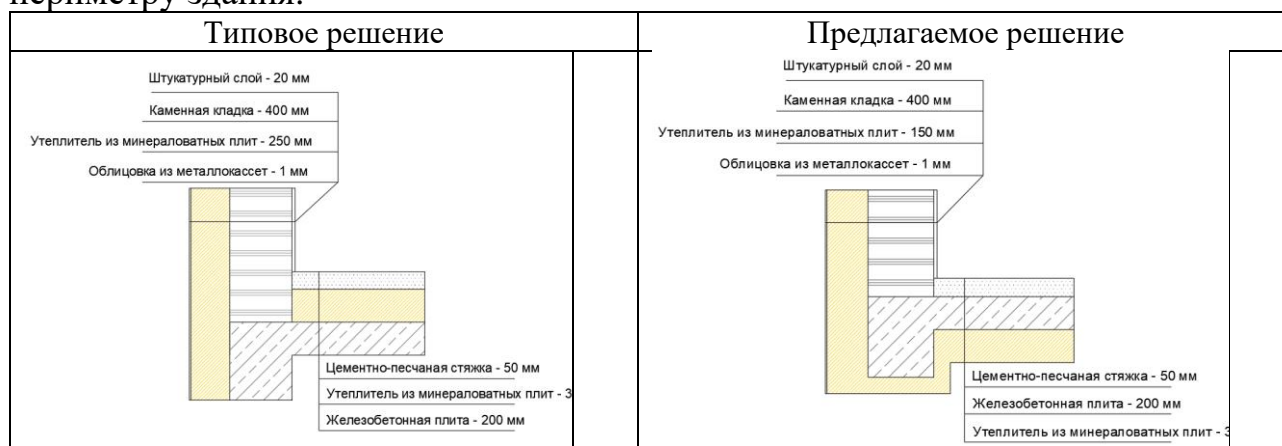 периметру здания.
Типовое решение
Предлагаемое решение
Штукатурный слой - 20 мм
Каменная кладка - 400 мм
Утеплитель из минераловатных плит - 250 мм
Облицовка из металлокассет - 1 мм
Цементно-песчаная стяжка - 50 мм
Утеплитель из минераловатных плит - 3
Железобетонная плита - 200 мм
Штукатурный слой - 20 мм
Каменная кладка - 400 мм
Утеплитель из минераловатных плит - 150 мм
Облицовка из металлокассет - 1 мм
Цементно-песчаная стяжка - 50 мм
Железобетонная плита - 200 мм
Утеплитель из минераловатных плит -